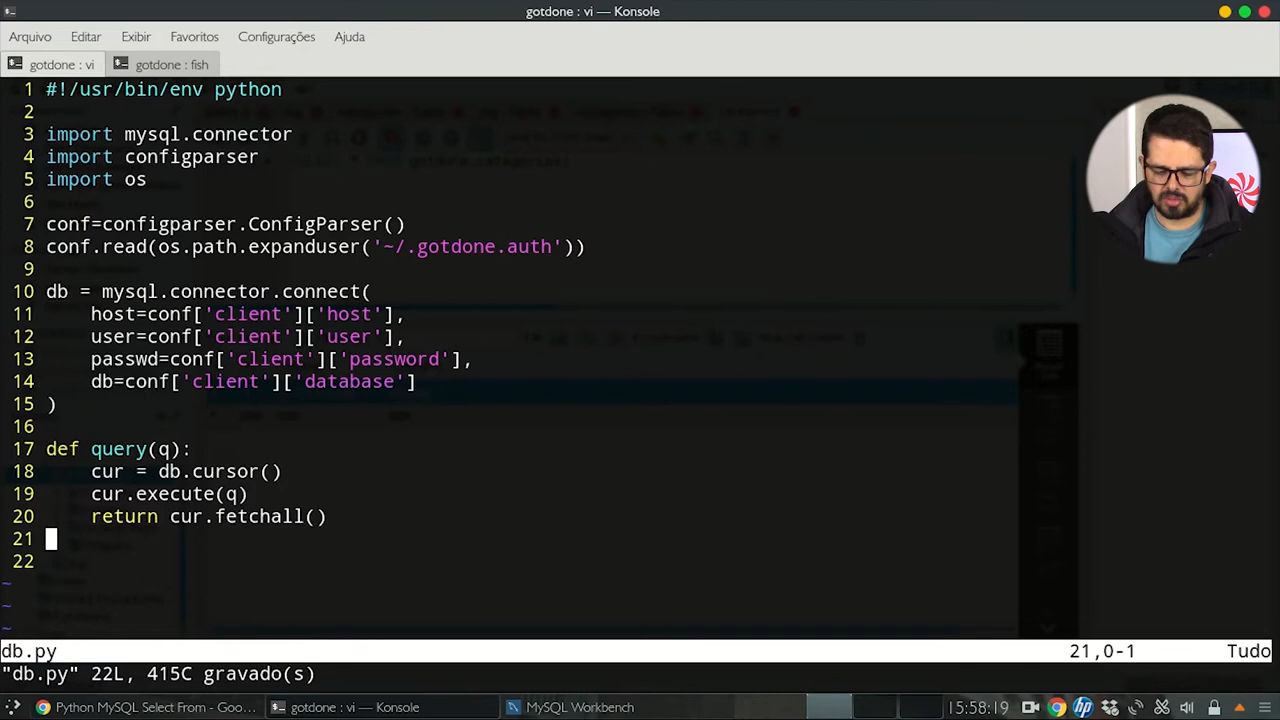 gotdone : vi — Konsole
Arquivo Editar Exibir Favoritos Configurações Ajuda
gotdone : vi gotdone : fish
1 #!/usr/bin/env python
2
3 import mysql.connector
4 import configparser
5 import os
6
7 conf=configparser.ConfigParser()
8 conf.read(os.path.expanduser('~/.gotdone.auth'))
9
10 db = mysql.connector.connect(
11 host=conf['client']['host'],
12 user=conf['client']['user'],
13 passwd=conf['client']['password'],
14 db=conf['client']['database']
15 )
16
17 def query(q):
18 cur = db.cursor()
19 cur.execute(q)
20 return cur.fetchall()
21
22
~
~
~
db.py 21,0-1 Tudo
"db.py" 22L, 415C gravado(s)
Python MySQL Select From - Goo... gotdone : vi — Konsole MySQL Workbench 15:58:19